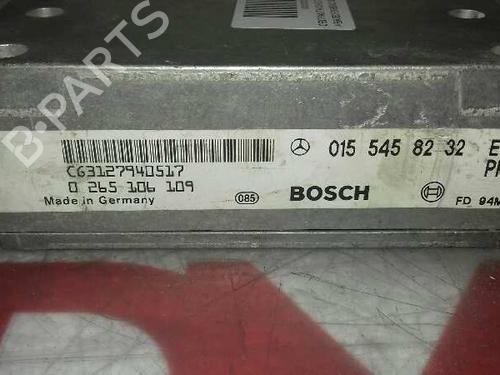 B-PARTS
C63127940517
0 265 106 109
Made in Germany
085
015 545 82 32
BOSCH
FD 94M